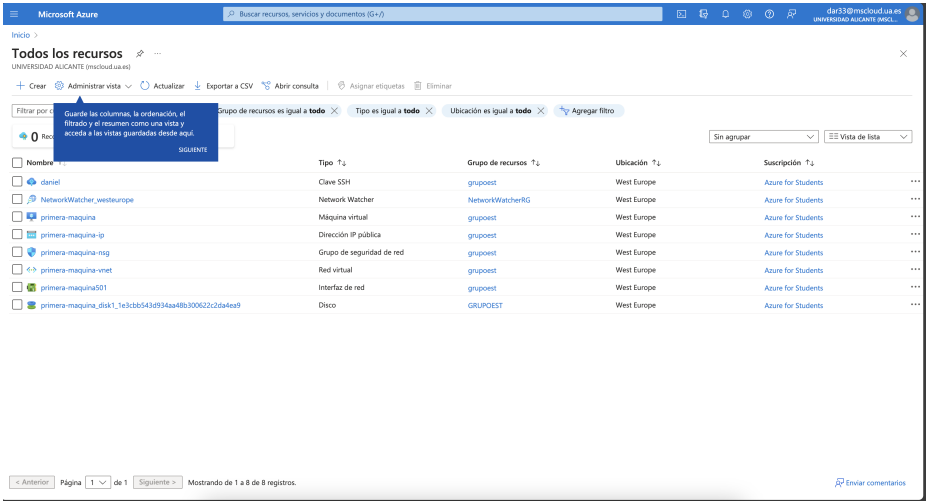 Microsoft Azure
Buscar recursos, servicios y documentos (G+/)
dar33@mscloud.ua.es
UNIVERSIDAD ALICANTE (MSCL...
Inicio >
Todos los recursos
UNIVERSIDAD ALICANTE (mscloud.ua.es)
Crear Administrar vista Actualizar Exportar a CSV Abrir consulta Asignar etiquetas Eliminar
Filtrar por c Grupo de recursos es igual a todo Tipo es igual a todo Ubicación es igual a todo Agregar filtro
Guarde las columnas, la ordenación, el
filtrado y el resumen como una vista y
acceda a las vistas guardadas desde aquí.
SIGUIENTE
0 Reco
Sin agrupar Vista de lista
Nombre Tipo Grupo de recursos Ubicación Suscripción
daniel Clave SSH grupoest West Europe Azure for Students
NetworkWatcher_westeurope Network Watcher NetworkWatcherRG West Europe Azure for Students
primera-maquina Máquina virtual grupoest West Europe Azure for Students
primera-maquina-ip Dirección IP pública grupoest West Europe Azure for Students
primera-maquina-nsg Grupo de seguridad de red grupoest West Europe Azure for Students
primera-maquina-vnet Red virtual grupoest West Europe Azure for Students
primera-maquina501 Interfaz de red grupoest West Europe Azure for Students
primera-maquina_disk1_1e3cbb543d934aa48b300622c2da4ea9 Disco GRUPOEST West Europe Azure for Students
< Anterior Página 1 de 1 Siguiente > Mostrando de 1 a 8 de 8 registros.
Enviar comentarios